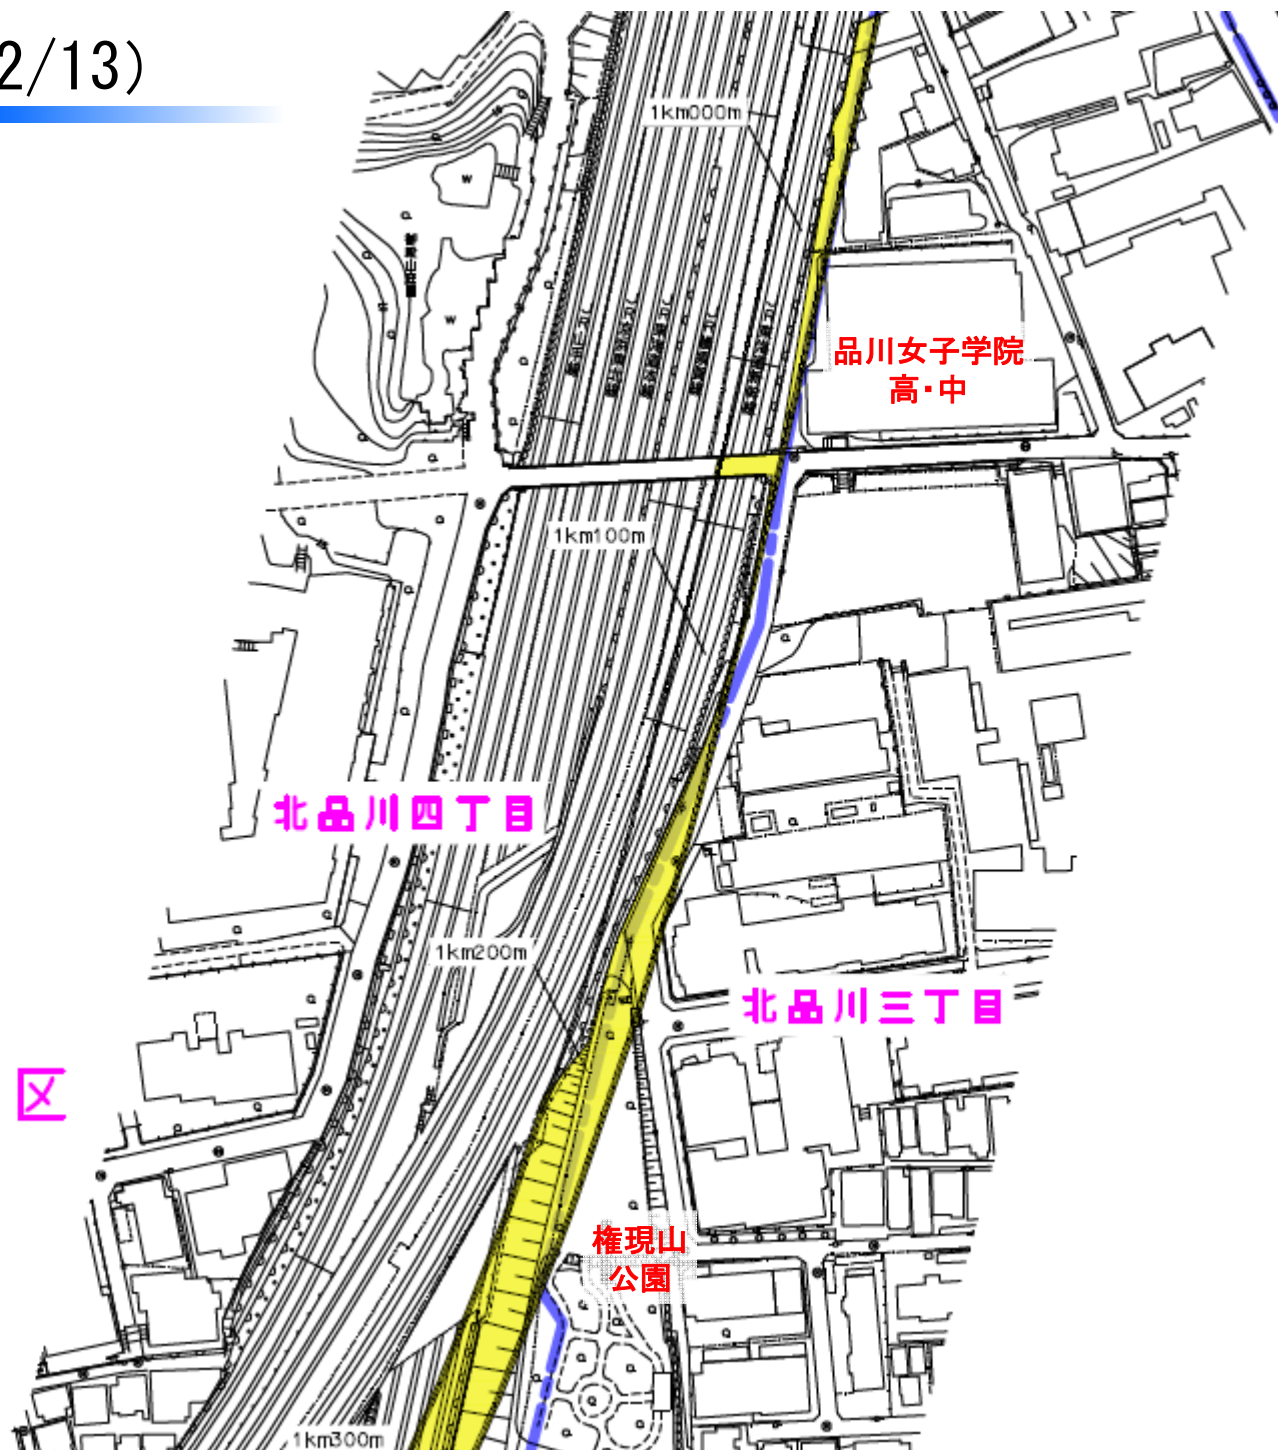 2/13)
1km000m
品川女子学院
高・中
1km100m
北品川四丁目
1km200m
北品川三丁目
区
権現山
公園
1km300m